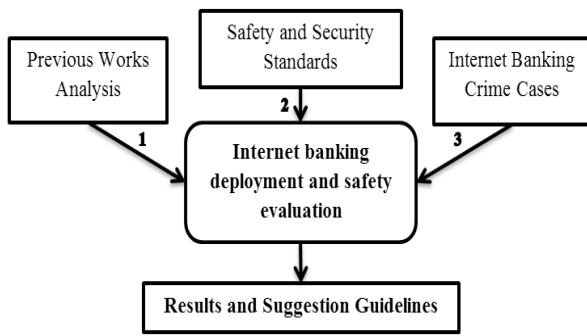 Previous Works
Analysis
Safety and Security
Standards
Internet Banking
Crime Cases
1
2
3
Internet banking
deployment and safety
evaluation
Results and Suggestion Guidelines